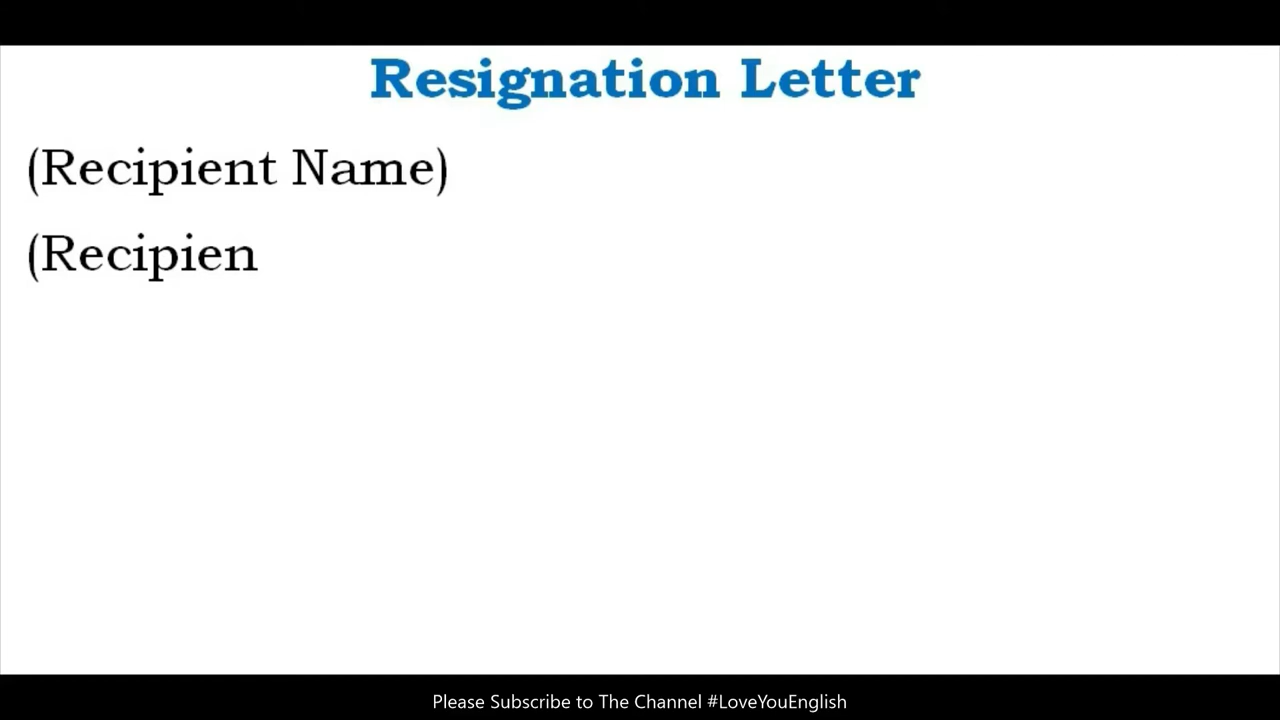 Resignation Letter
(Recipient Name)
(Recipien
Please Subscribe to The Channel #LoveYouEnglish